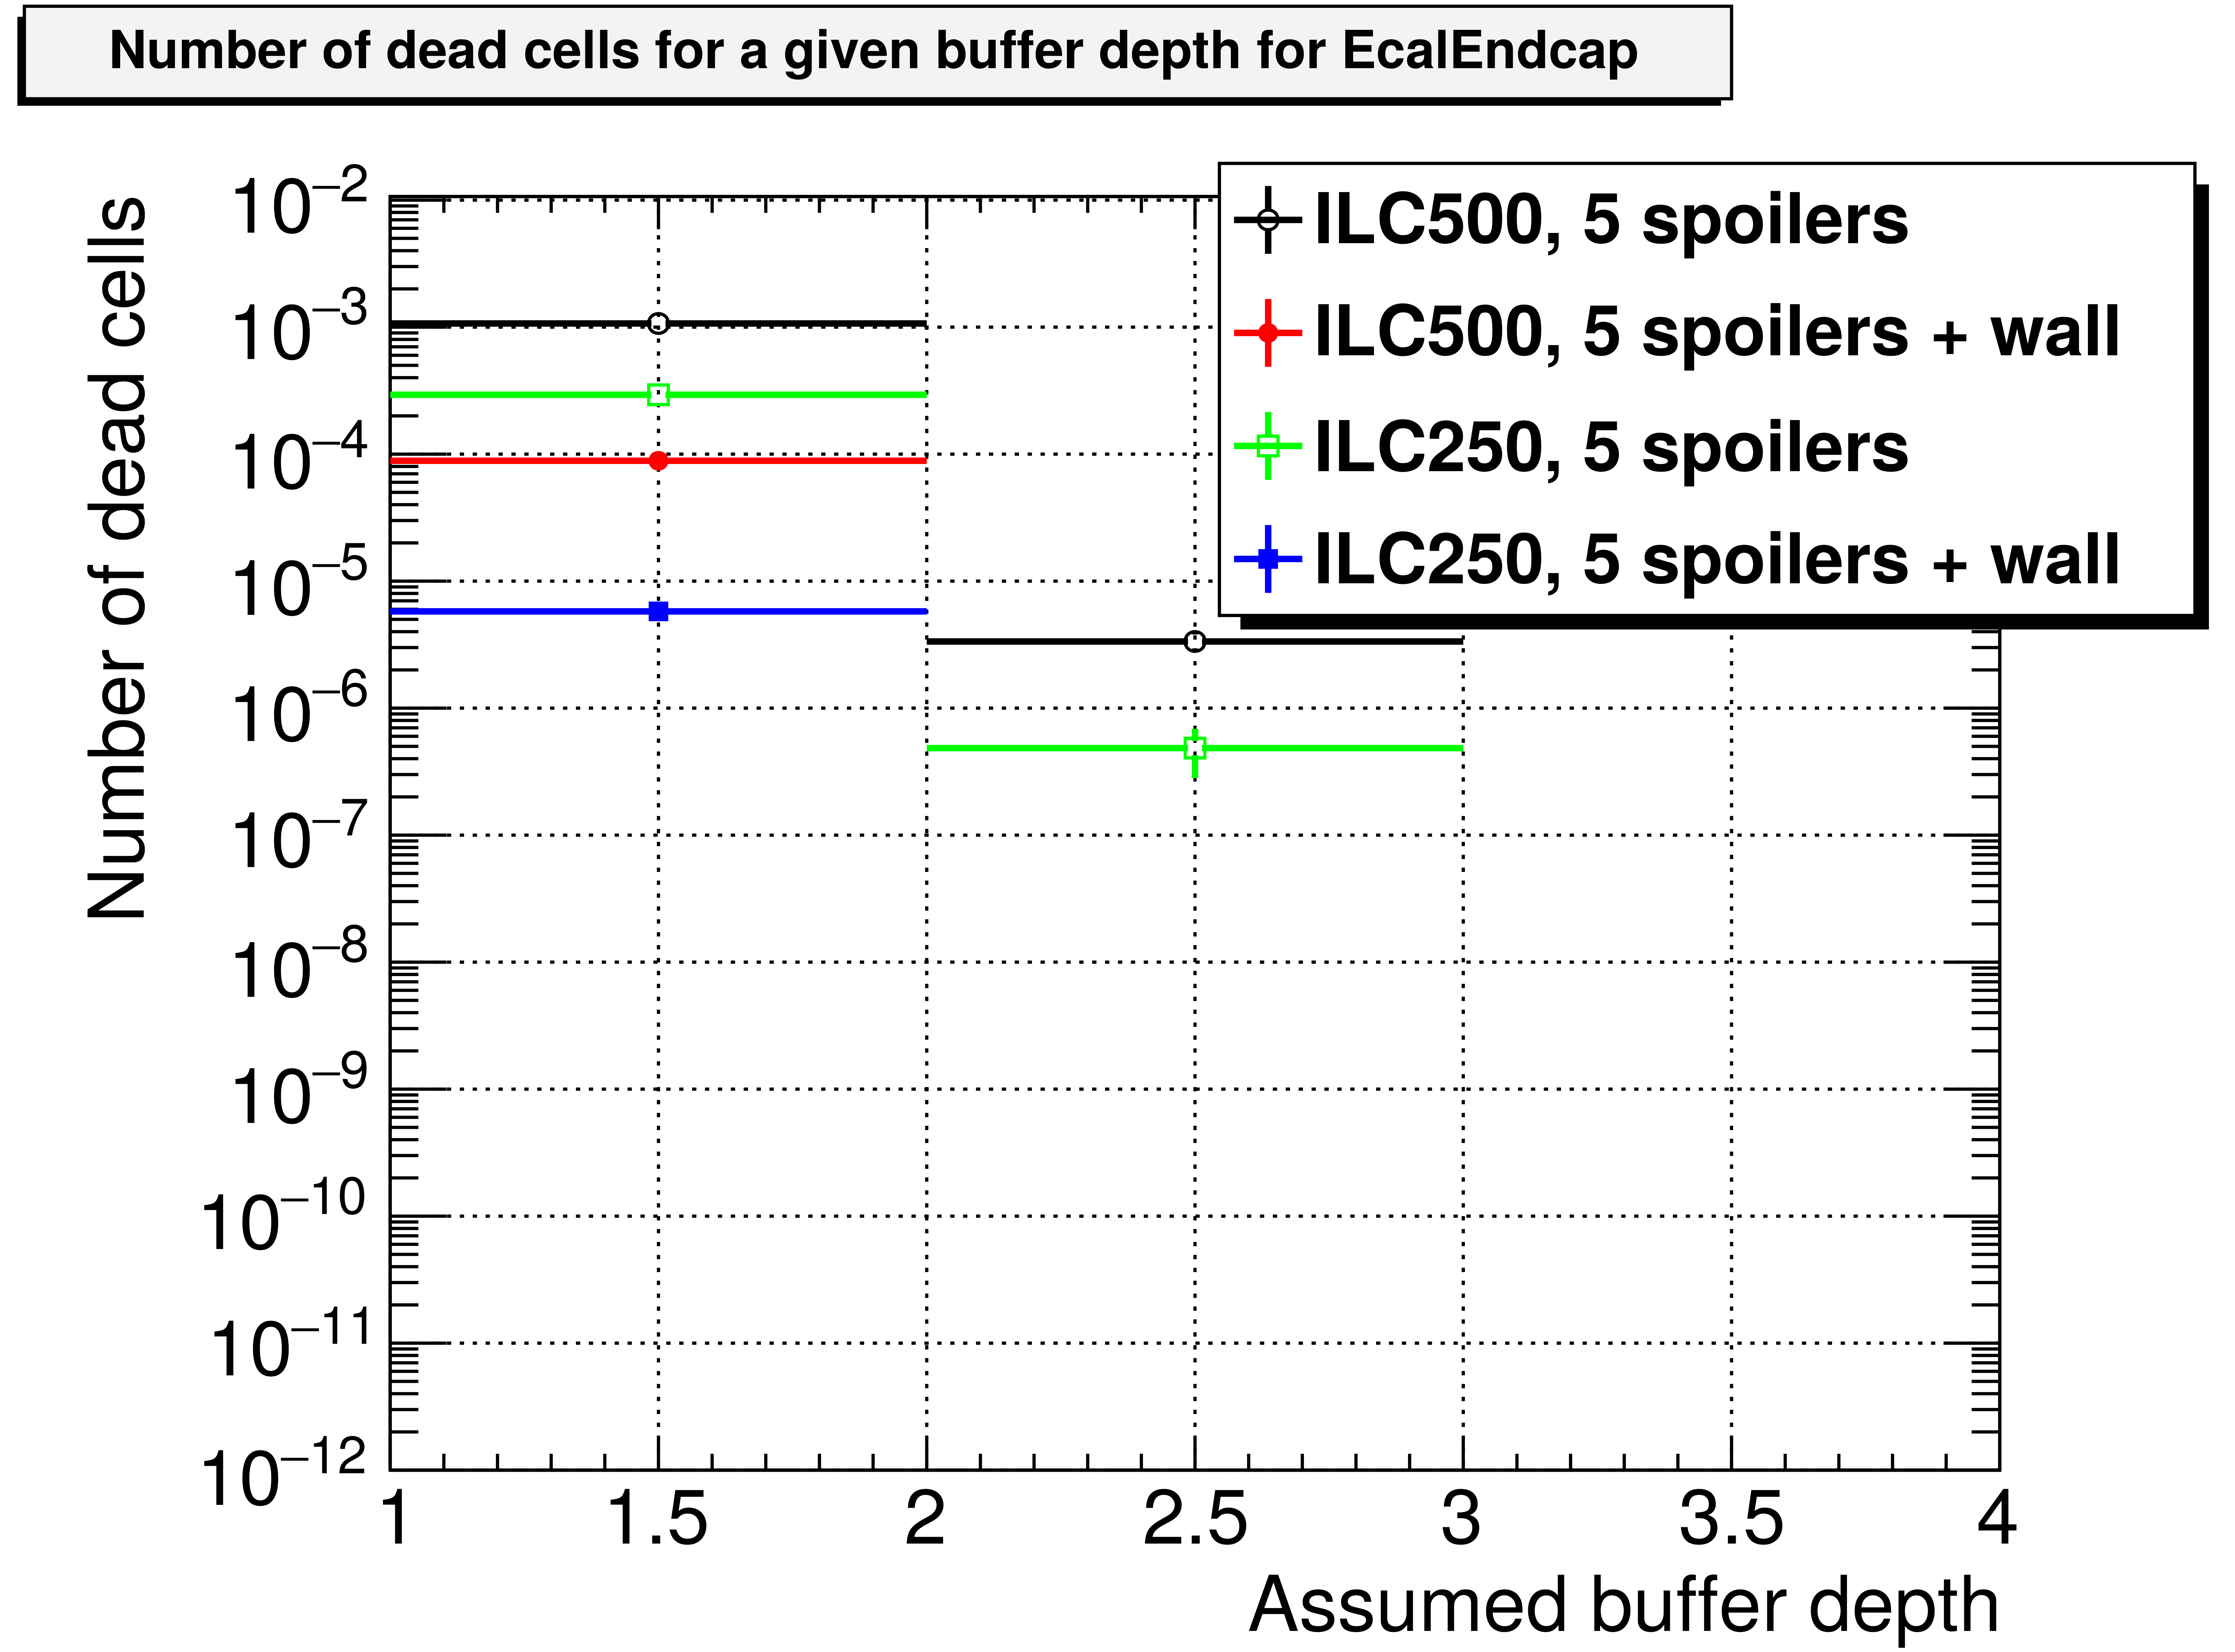 Number of dead cells for a given buffer depth for EcalEndcap
ILC500, 5 spoilers
ILC500, 5 spoilers + wall
ILC250, 5 spoilers
ILC250, 5 spoilers + wall
Number of dead cells
10⁻²
10⁻³
10⁻⁴
10⁻⁵
10⁻⁶
10⁻⁷
10⁻⁸
10⁻⁹
10⁻¹⁰
10⁻¹¹
10⁻¹²
1 1.5 2 2.5 3 3.5 4
Assumed buffer depth